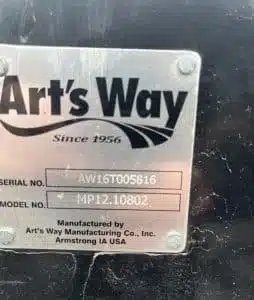 Art's Way
Since 1956
SERIAL NO. AW16T005816
MODEL NO. MP12.10802
Manufactured by
Art's Way Manufacturing Co., Inc.
Armstrong IA USA